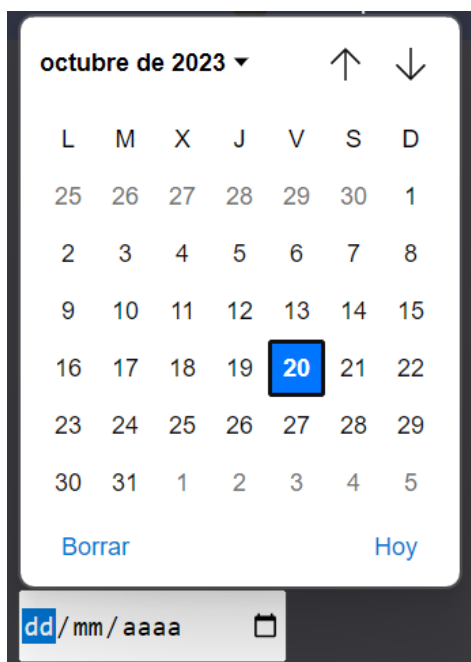 octubre de 2023
L M X J V S D
25 26 27 28 29 30 1
2 3 4 5 6 7 8
9 10 11 12 13 14 15
16 17 18 19 20 21 22
23 24 25 26 27 28 29
30 31 1 2 3 4 5
Borrar Hoy
dd/mm/aaaa